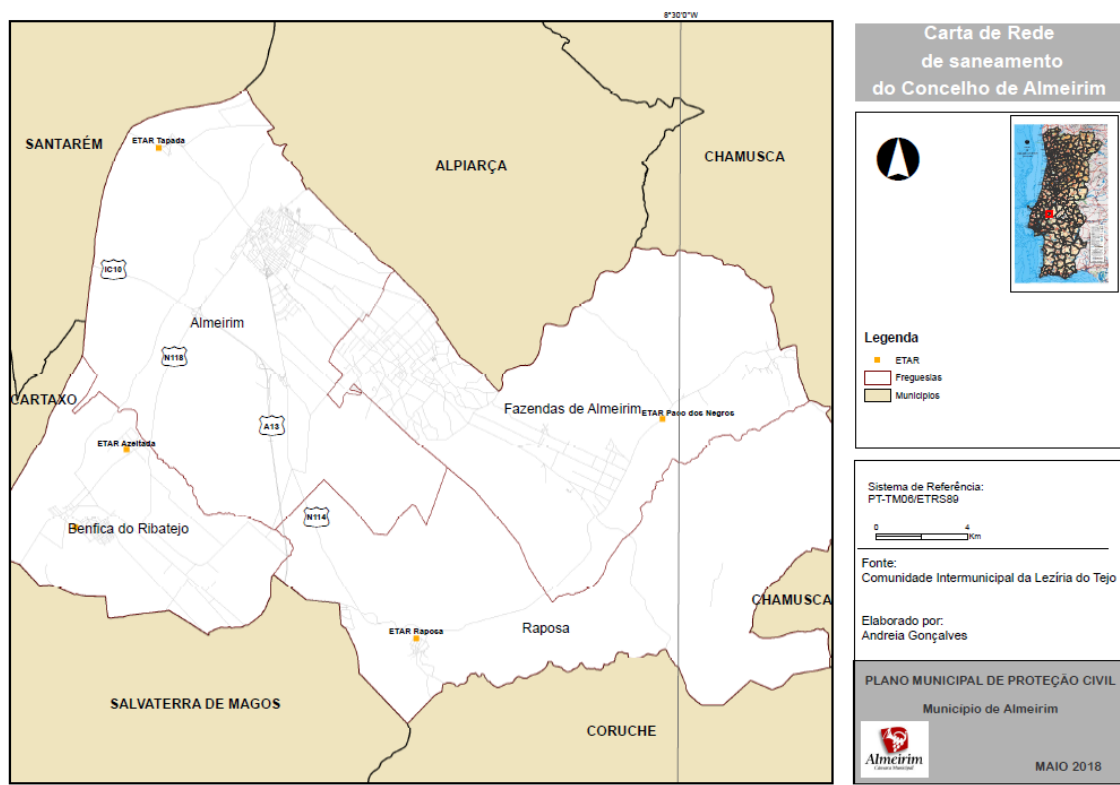 8°30'0"W
SANTARÉM
ETAR Tapada
ALPIARÇA
CHAMUSCA
IC10
Almeirim
N118
CARTAXO
Fazendas de Almeirim
ETAR Paço dos Negros
A13
ETAR Azeitada
N114
Benfica do Ribatejo
CHAMUSCA
ETAR Raposa
Raposa
SALVATERRA DE MAGOS
CORUCHE
Carta de Rede
de saneamento
do Concelho de Almeirim
Legenda
ETAR
Freguesias
Municípios
Sistema de Referência:
PT-TM06/ETRS89
0 4
Km
Fonte:
Comunidade Intermunicipal da Lezíria do Tejo
Elaborado por:
Andreia Gonçalves
PLANO MUNICIPAL DE PROTEÇÃO CIVIL
Município de Almeirim
Almeirim
Câmara Municipal
MAIO 2018